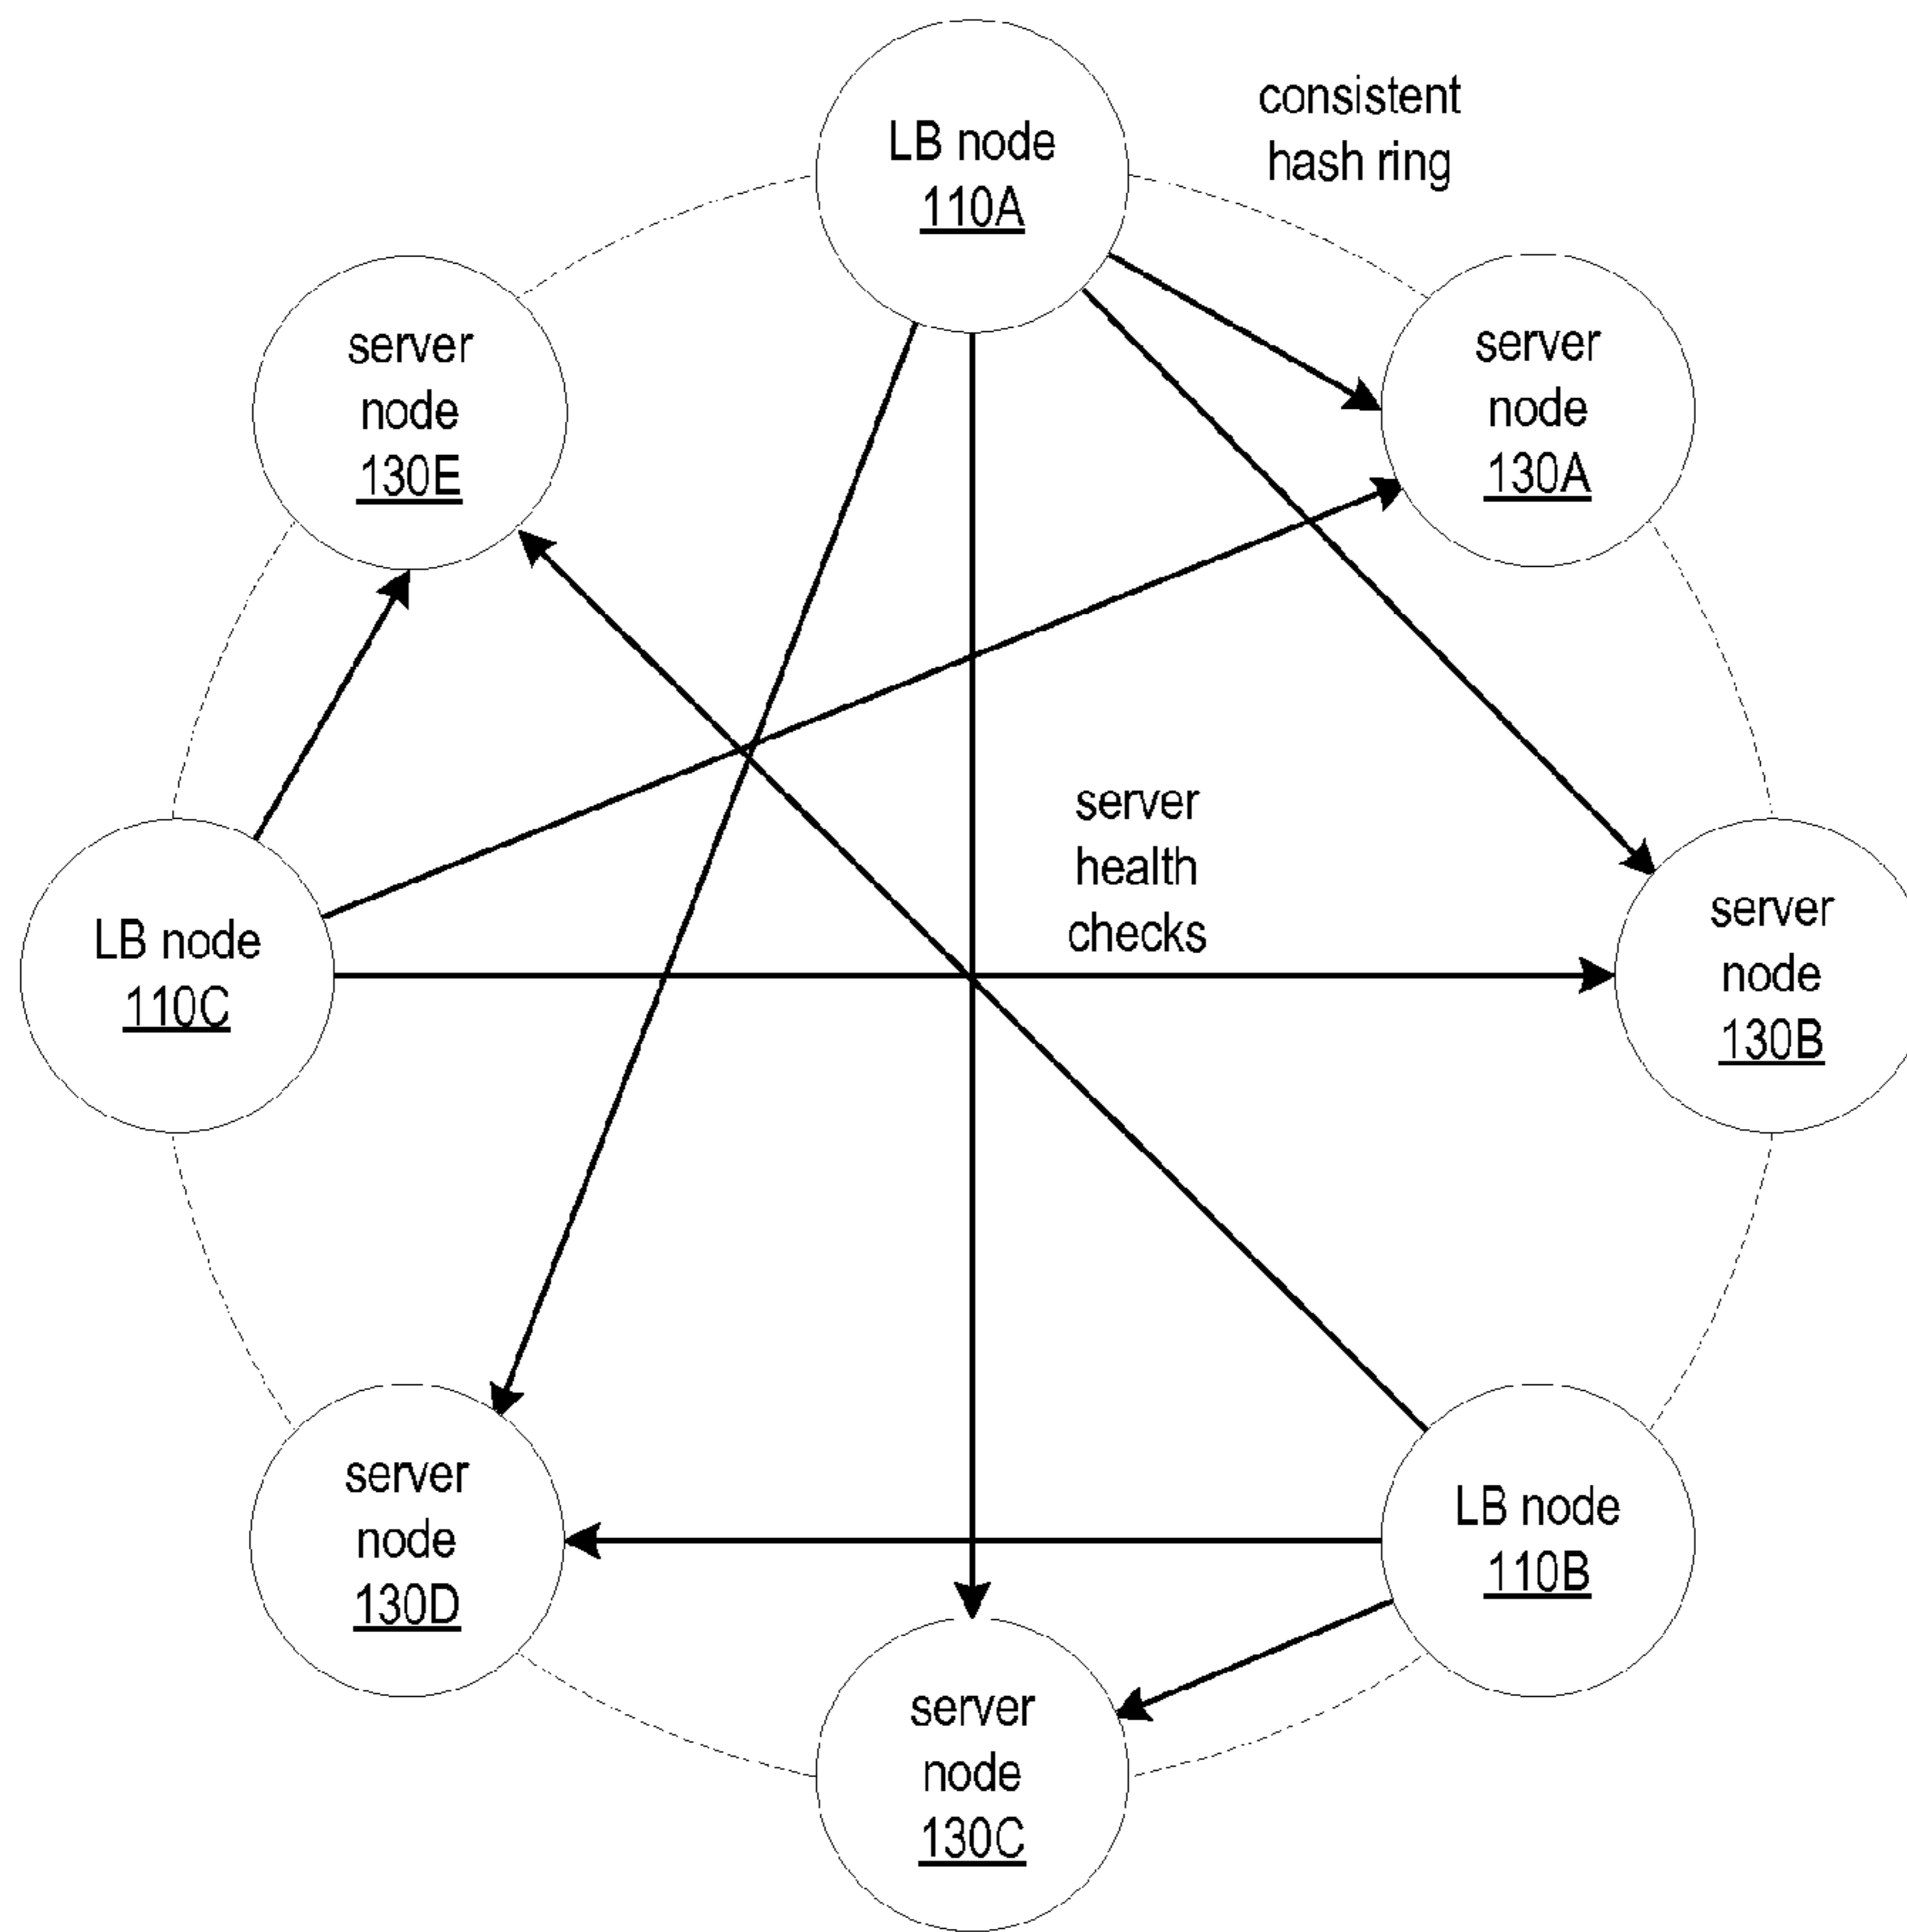 LB node
110A
consistent
hash ring
server
node
130E
server
node
130A
server
health
checks
LB node
110C
server
node
130B
server
node
130D
LB node
110B
server
node
130C